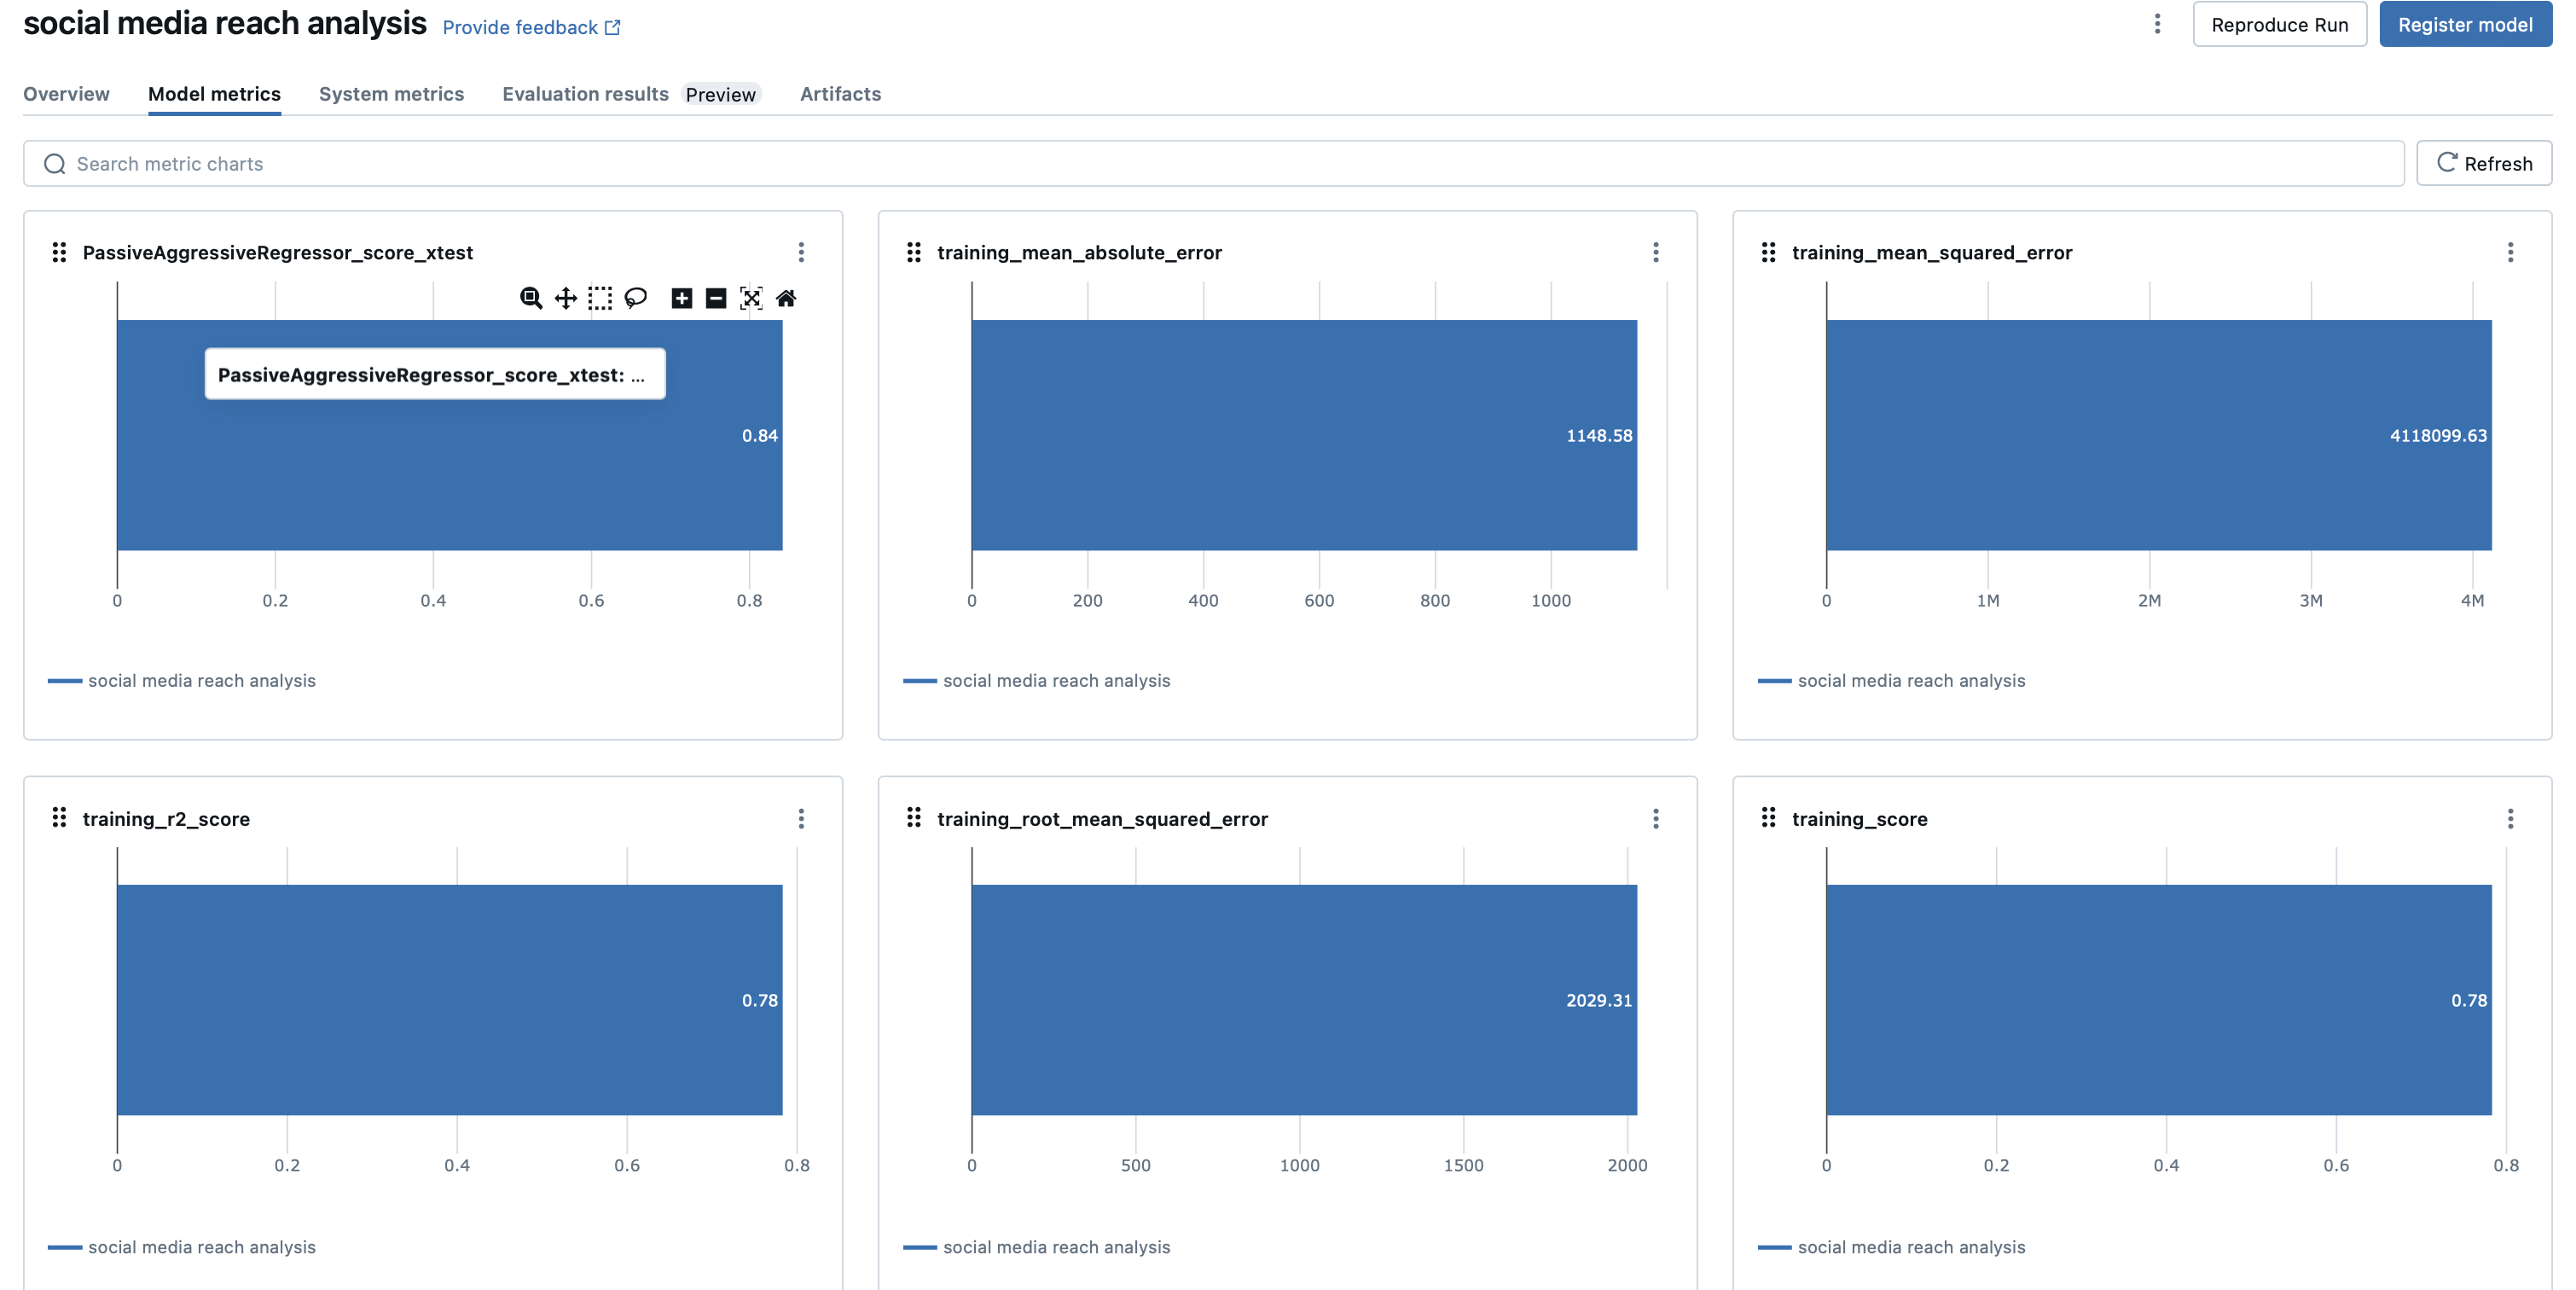 social media reach analysis Provide feedback
Reproduce Run
Register model
Overview Model metrics System metrics Evaluation results Preview Artifacts
Search metric charts
Refresh
PassiveAggressiveRegressor_score_xtest
PassiveAggressiveRegressor_score_xtest: ...
0.84
0 0.2 0.4 0.6 0.8
social media reach analysis
training_mean_absolute_error
1148.58
0 200 400 600 800 1000
social media reach analysis
training_mean_squared_error
4118099.63
0 1M 2M 3M 4M
social media reach analysis
training_r2_score
0.78
0 0.2 0.4 0.6 0.8
social media reach analysis
training_root_mean_squared_error
2029.31
0 500 1000 1500 2000
social media reach analysis
training_score
0.78
0 0.2 0.4 0.6 0.8
social media reach analysis